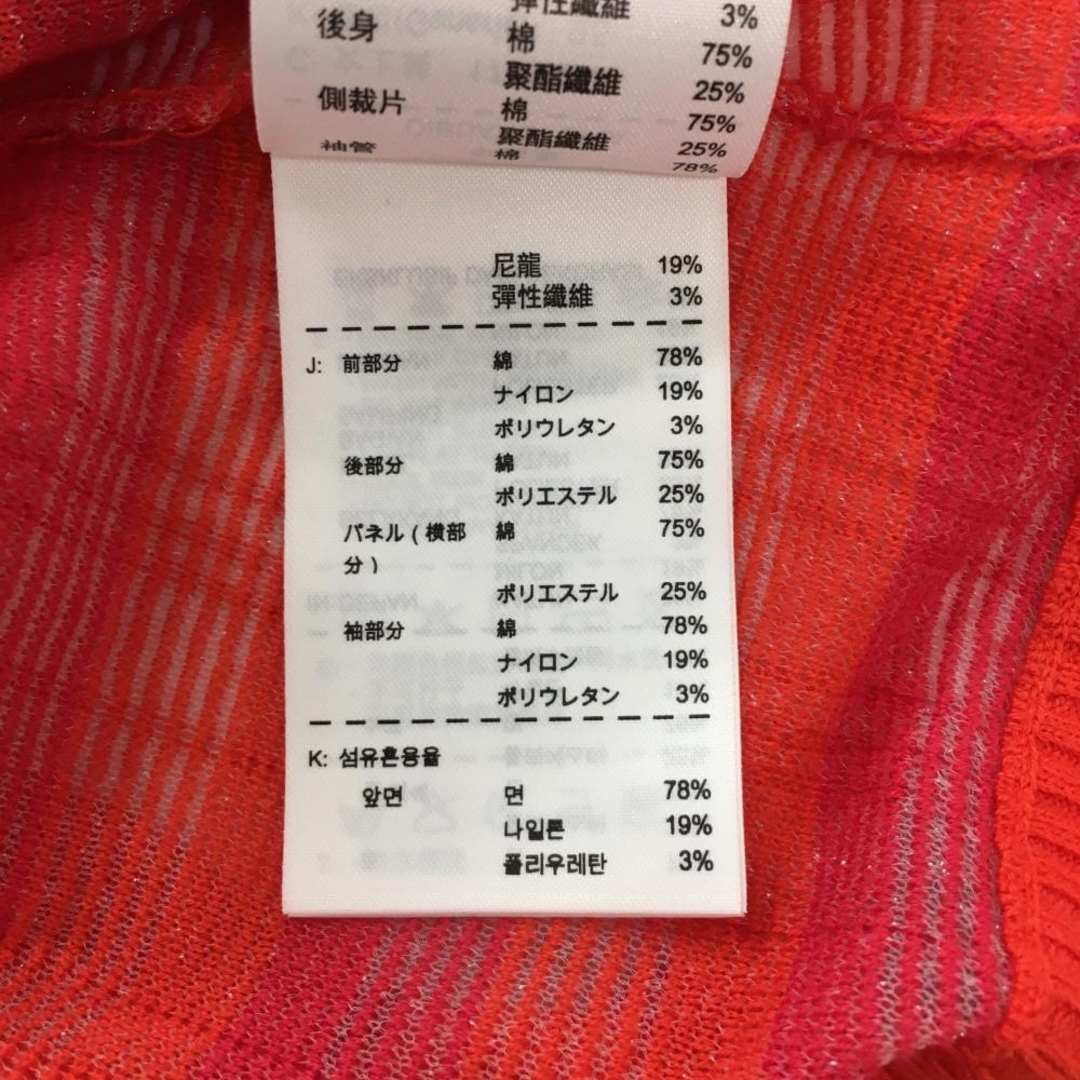 彈性纖維 3%
後身 棉 75%
聚酯纖維 25%
側裁片 棉 75%
聚酯纖維 25%
袖管 棉 78%
尼龍 19%
彈性纖維 3%
J: 前部分 綿 78%
ナイロン 19%
ポリウレタン 3%
後部分 綿 75%
ポリエステル 25%
パネル(横部 綿 75%
分)
ポリエステル 25%
袖部分 綿 78%
ナイロン 19%
ポリウレタン 3%
K: 섬유혼용율
앞면 면 78%
나일론 19%
폴리우레탄 3%